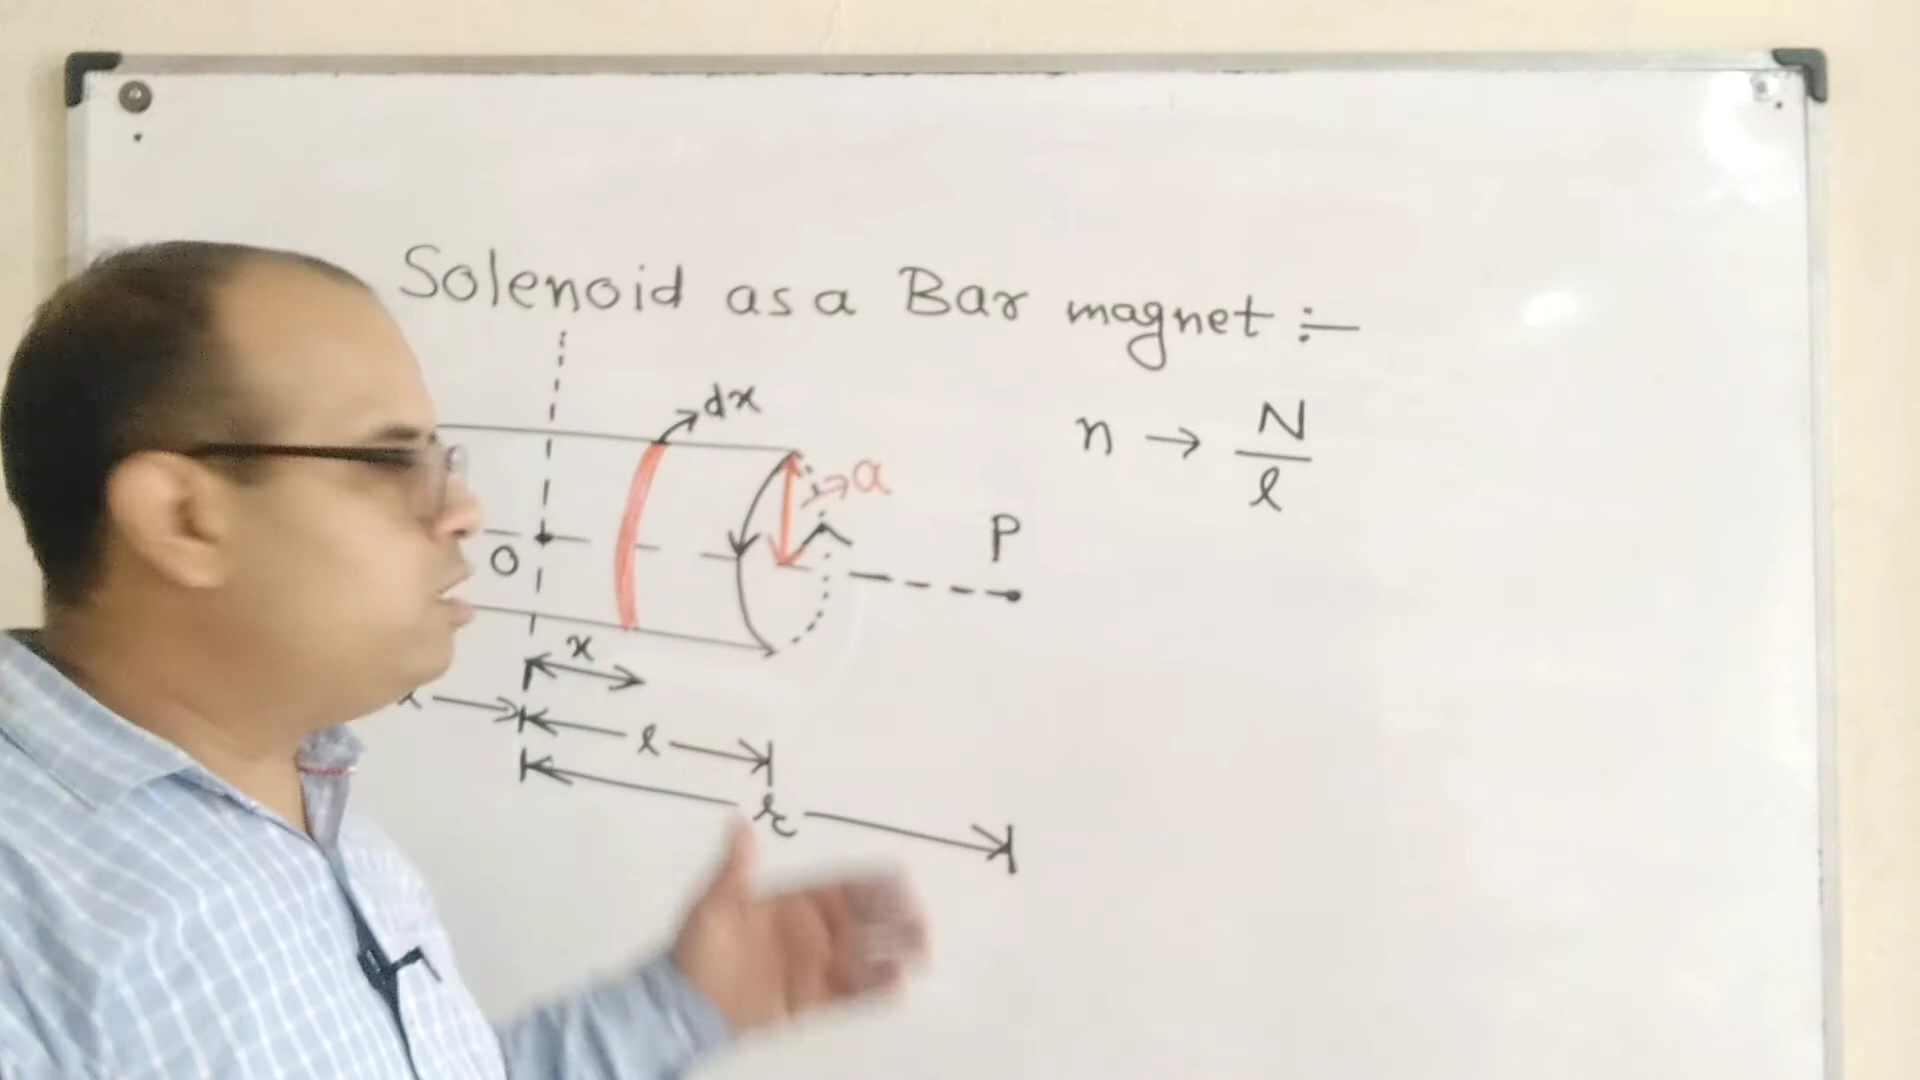 Solenoid as a Bar magnet :-
dx
n → N/l
a
P
O
x
l
r